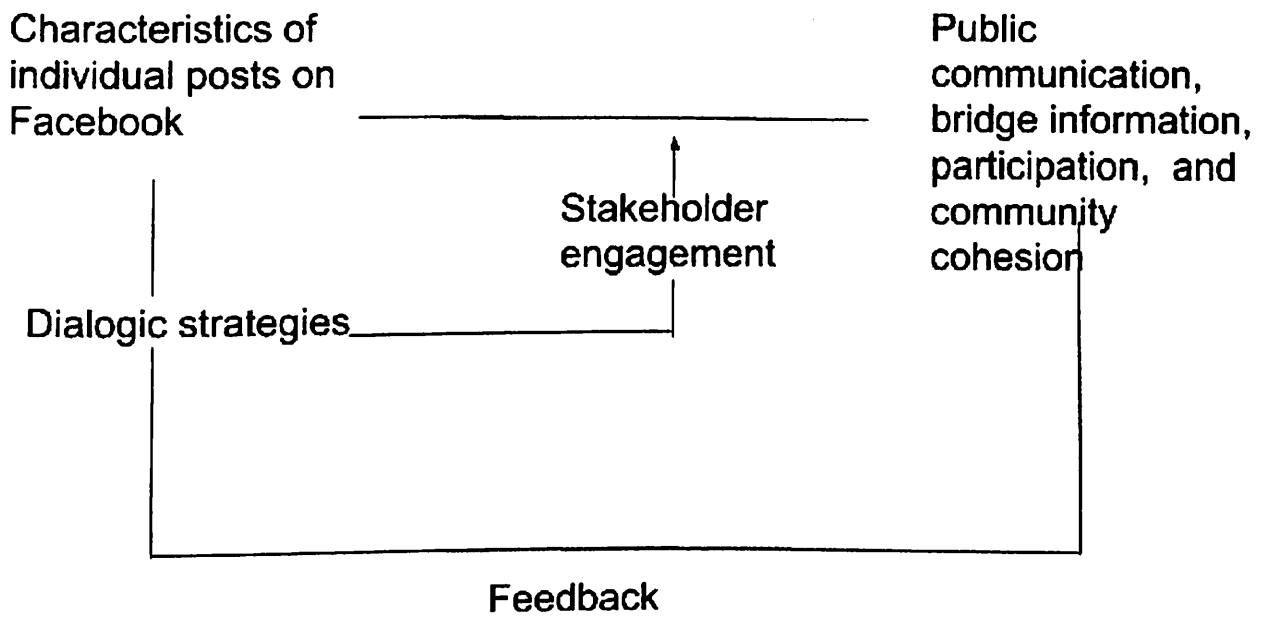 Characteristics of
individual posts on
Facebook
Public
communication,
bridge information,
participation, and
community
cohesion
Stakeholder
engagement
Dialogic strategies
Feedback